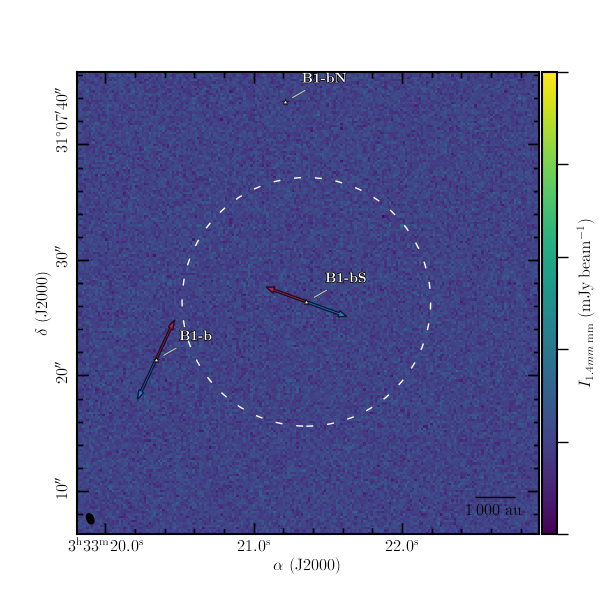 B1-bN
31°07′40″
30″
B1-bS
B1-b
20″
10″
1 000 au
3ʰ33ᵐ20.0ˢ
21.0ˢ
22.0ˢ
α (J2000)
δ (J2000)
I₁.₄ₘₘ mm (mJy beam⁻¹)